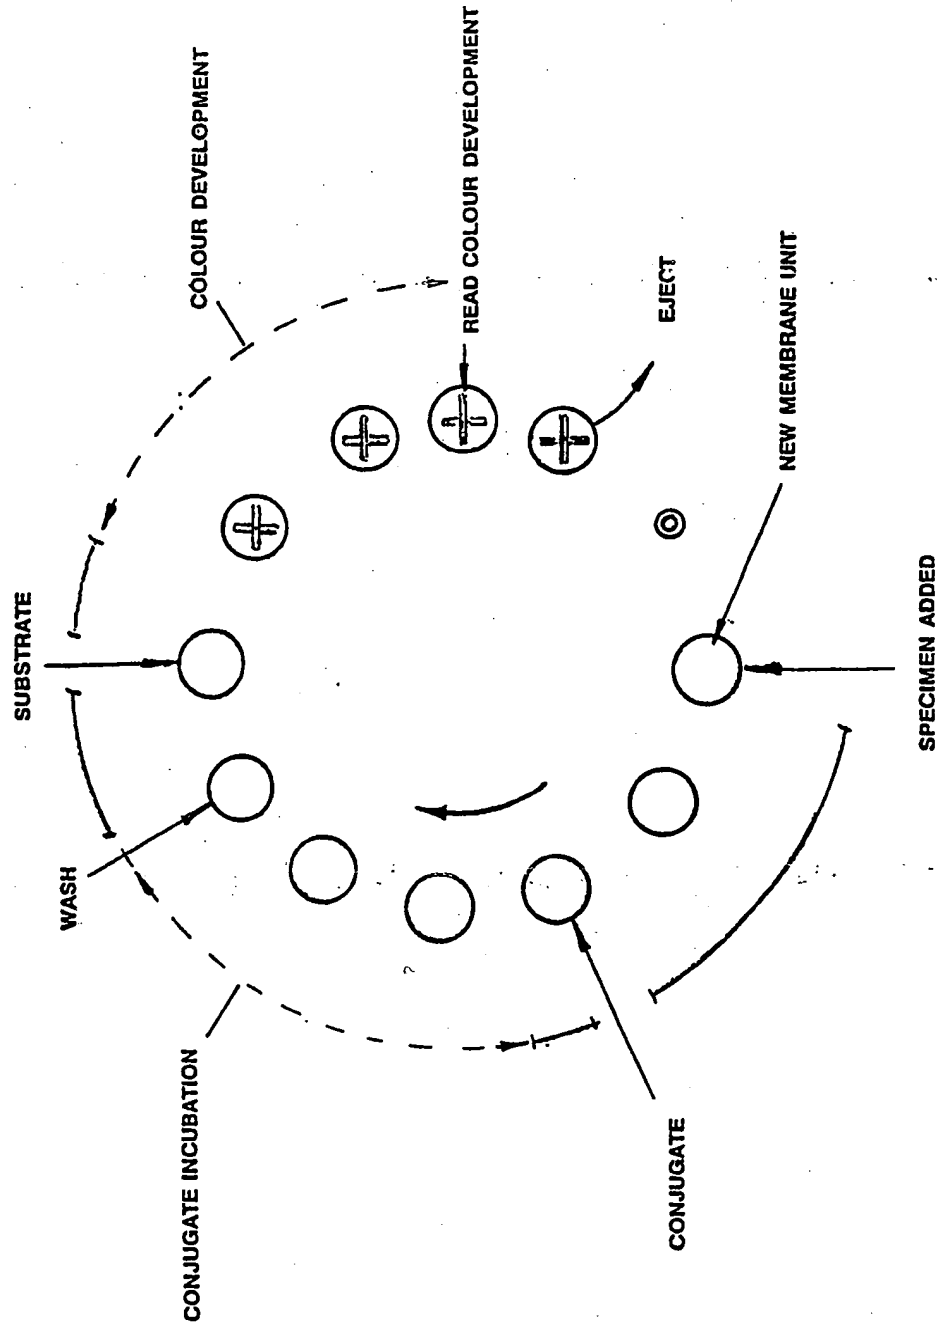 COLOUR DEVELOPMENT
READ COLOUR DEVELOPMENT
EJECT
NEW MEMBRANE UNIT
SUBSTRATE
SPECIMEN ADDED
WASH
CONJUGATE INCUBATION
CONJUGATE